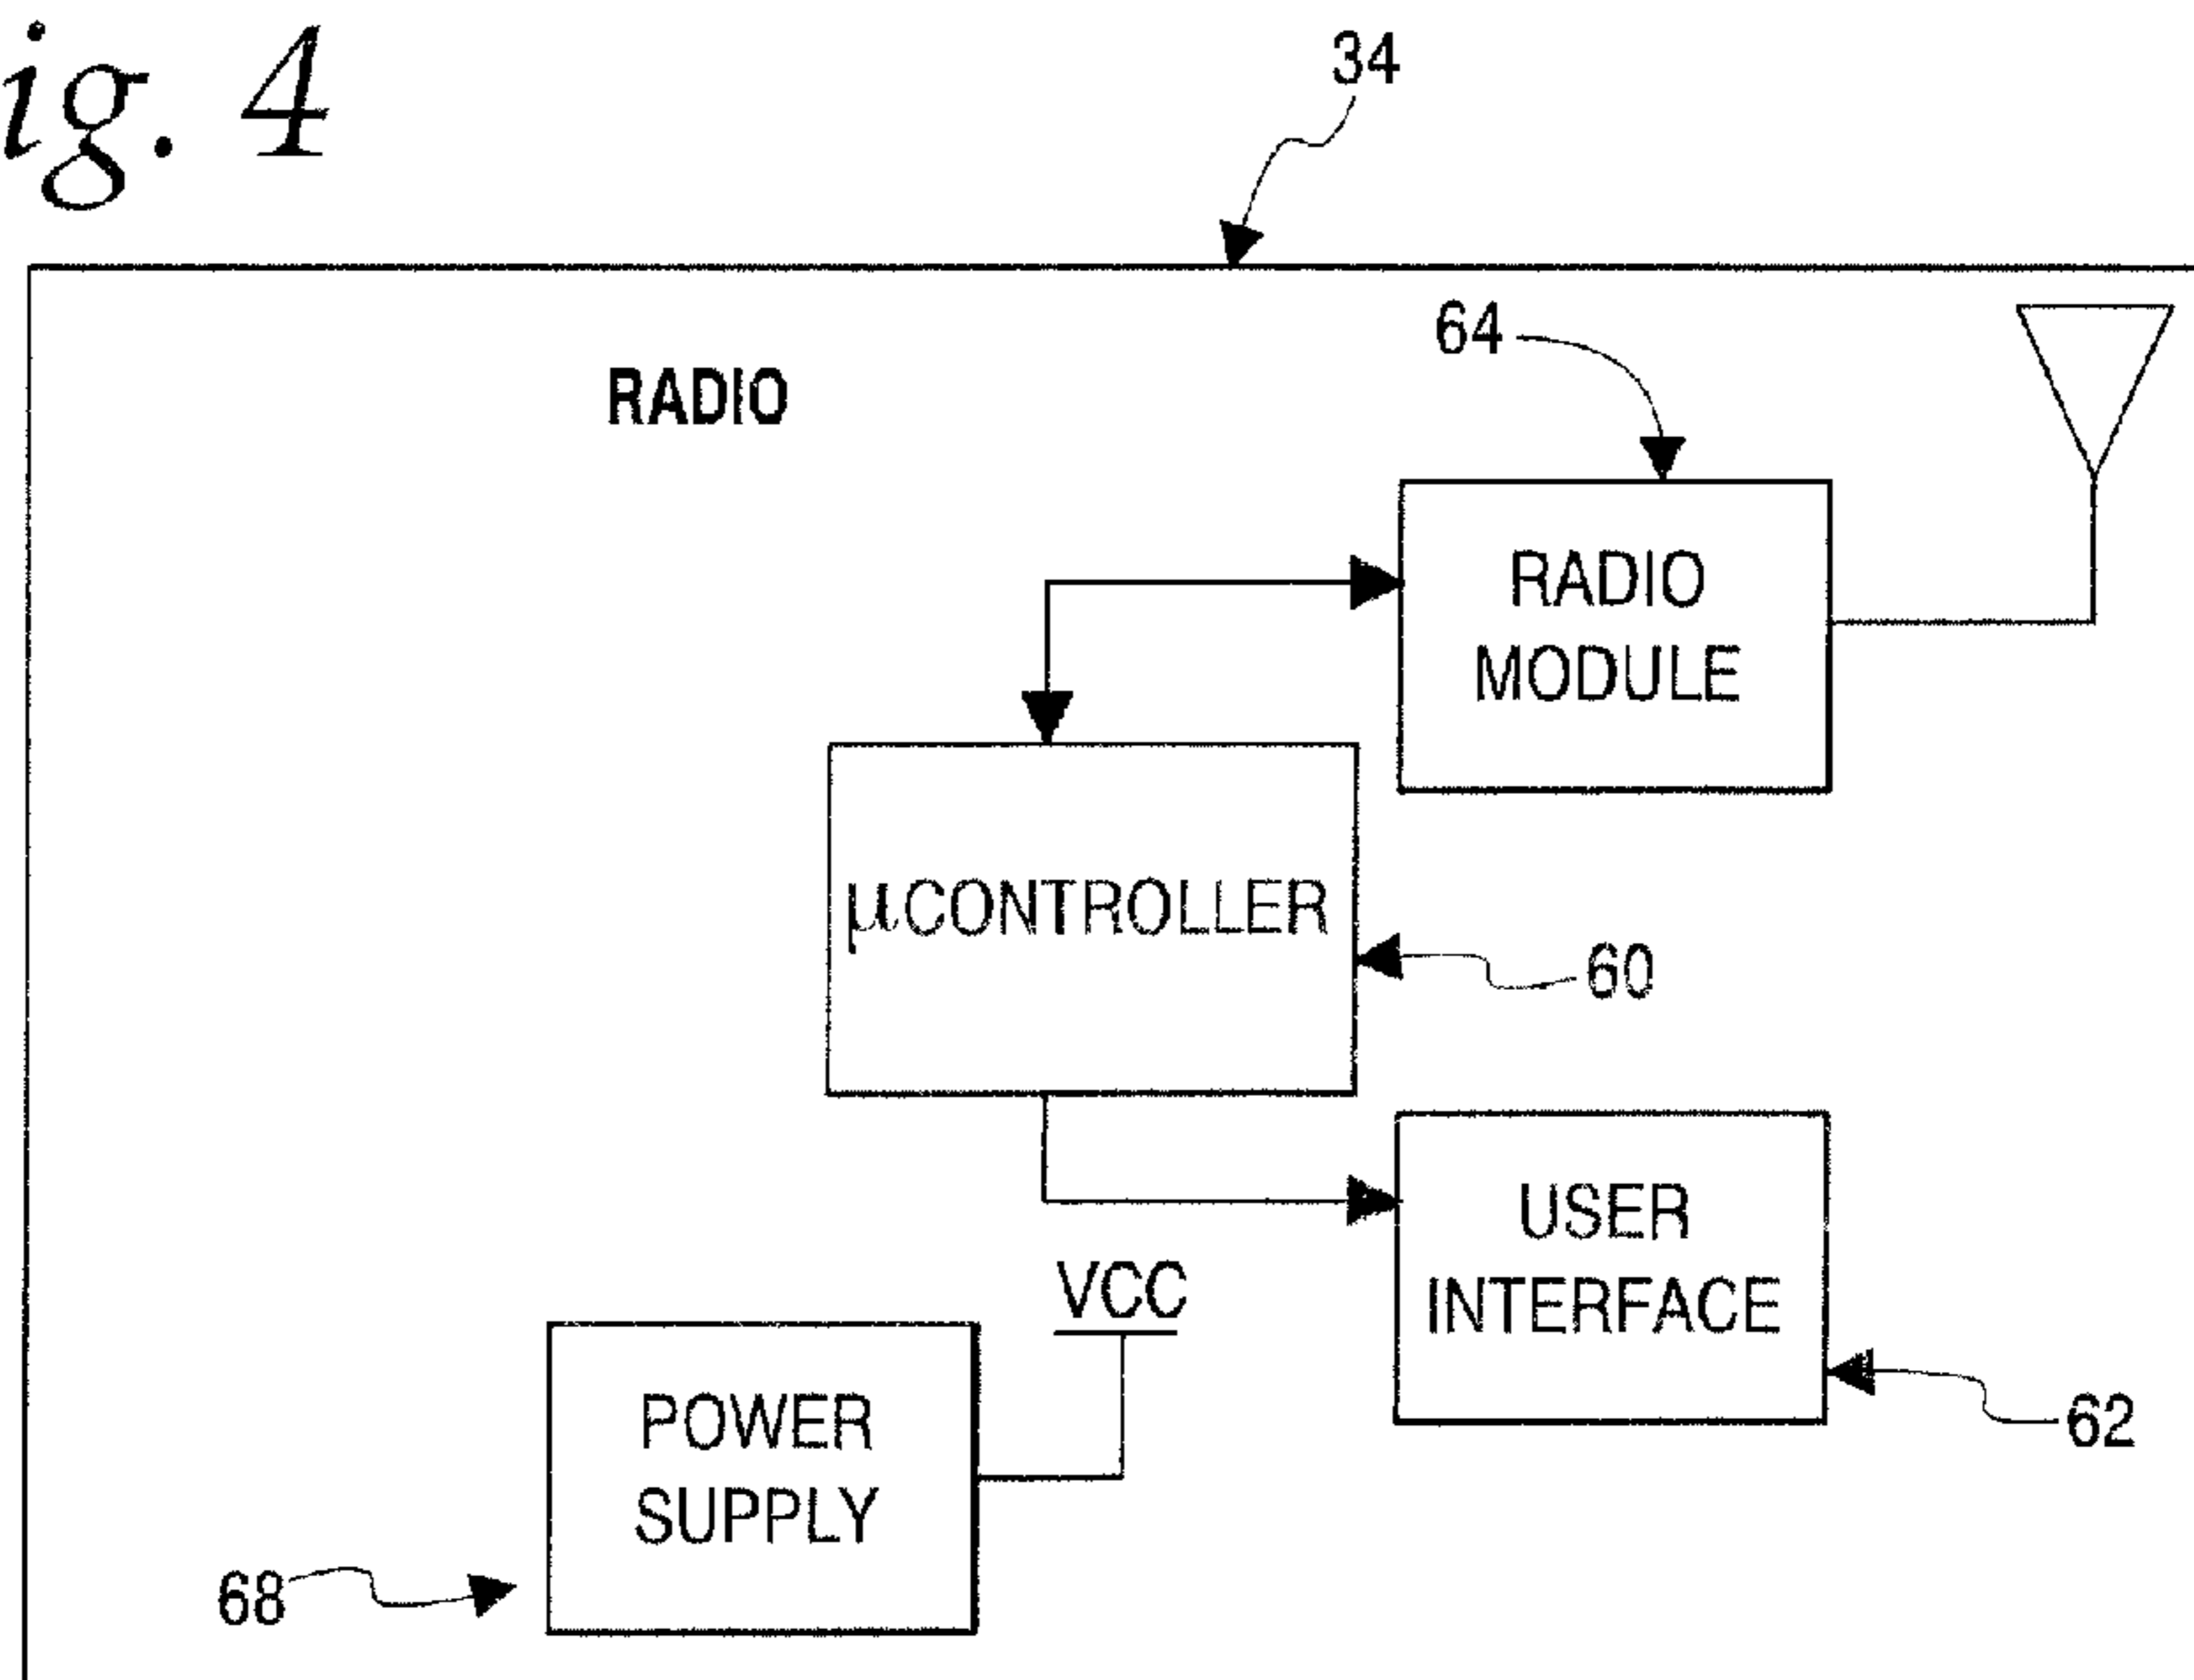 ig. 4
34
RADIO
64
RADIO
MODULE
µCONTROLLER
60
USER
INTERFACE
62
VCC
POWER
SUPPLY
68